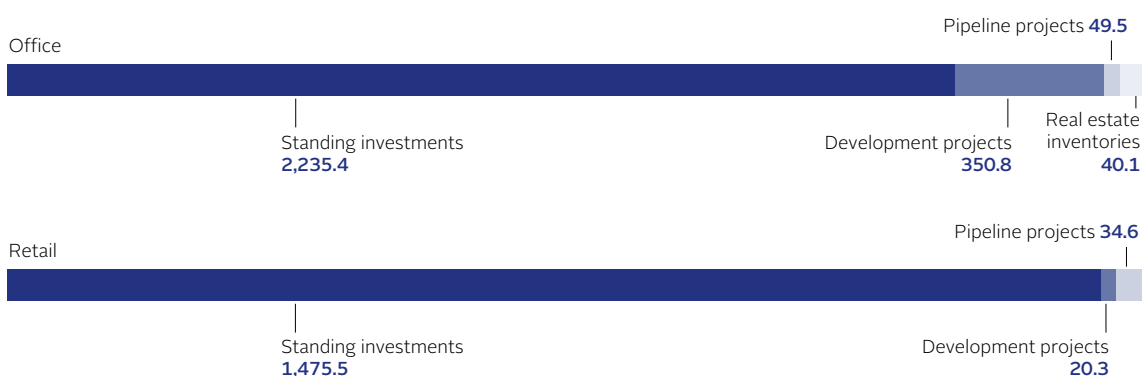 Pipeline projects 49.5
Office
Standing investments
2,235.4
Development projects
350.8
Real estate
inventories
40.1
Pipeline projects 34.6
Retail
Standing investments
1,475.5
Development projects
20.3